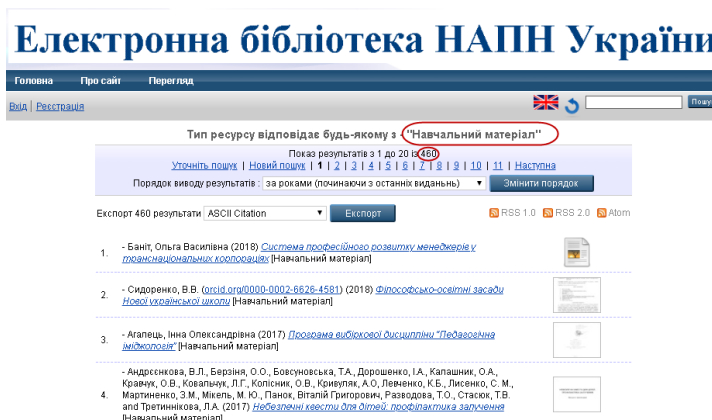 Електронна бібліотека НАПН України
Головна Про сайт Перегляд
Вхід | Реєстрація
Пошу
Тип ресурсу відповідає будь-якому з - "Навчальний матеріал"
Показ результатів з 1 до 20 із 460
Уточніть пошук | Новий пошук | 1 | 2 | 3 | 4 | 5 | 6 | 7 | 8 | 9 | 10 | 11 | Наступна
Порядок виводу результатів : за роками (починаючи з останніх виданьнь) Змінити порядок
Експорт 460 результати ASCII Citation Експорт RSS 1.0 RSS 2.0 Atom
1. - Баніт, Ольга Василівна (2018) Система професійного розвитку менеджерів у
транснаціональних корпораціях [Навчальний матеріал]
2. - Сидоренко, В.В. (orcid.org/0000-0002-6626-4581) (2018) Філософсько-освітні засади
Нової української школи [Навчальний матеріал]
3. - Агалець, Інна Олександрівна (2017) Програма вибіркової дисципліни "Педагогічна
іміджологія" [Навчальний матеріал]
- Андрєєнкова, В.Л., Берзіня, О.О., Бовсуновська, Т.А., Дорошенко, І.А., Капашник, О.А.,
Кравчук, О.В., Ковальчук, Л.Г., Колісник, О.В., Кривуляк, А.О, Левченко, К.Б., Лисенко, С. М.,
4. Мартиненко, З.М., Мікель, М. Ю., Панок, Віталій Григорович, Разводова, Т.О., Стасюк, Т.В.
and Третиннікова, Л.А. (2017) Небезпечні квести для дітей: профілактика залучення
[Навчальний матеріал]